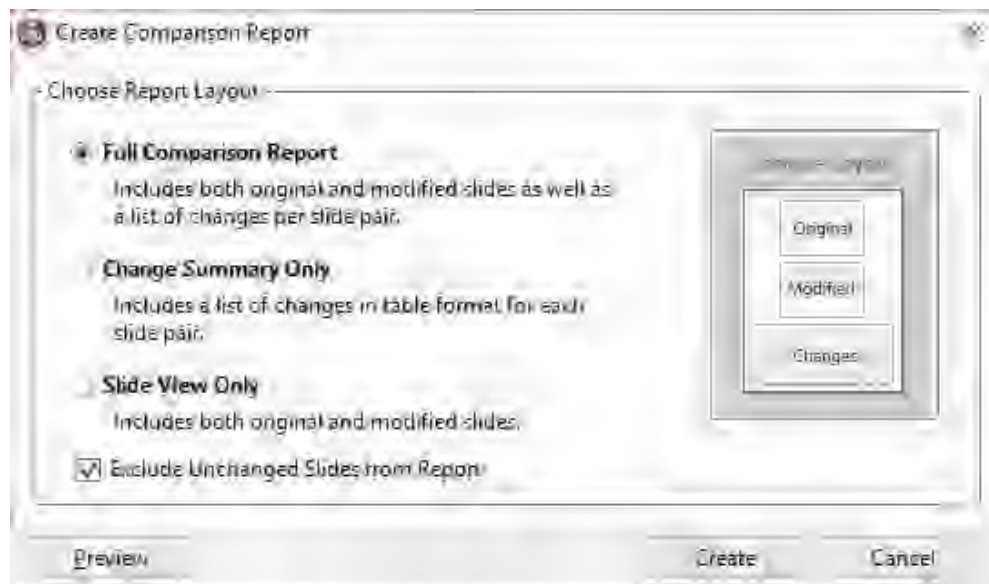 Create Comparison Report
Choose Report Layout
Full Comparison Report
Includes both original and modified slides as well as
a list of changes per slide pair.
Change Summary Only
Includes a list of changes in table format for each
slide pair.
Slide View Only
Includes both original and modified slides.
Exclude Unchanged Slides from Report
Layout
Original
Modified
Changes
Preview
Create
Cancel